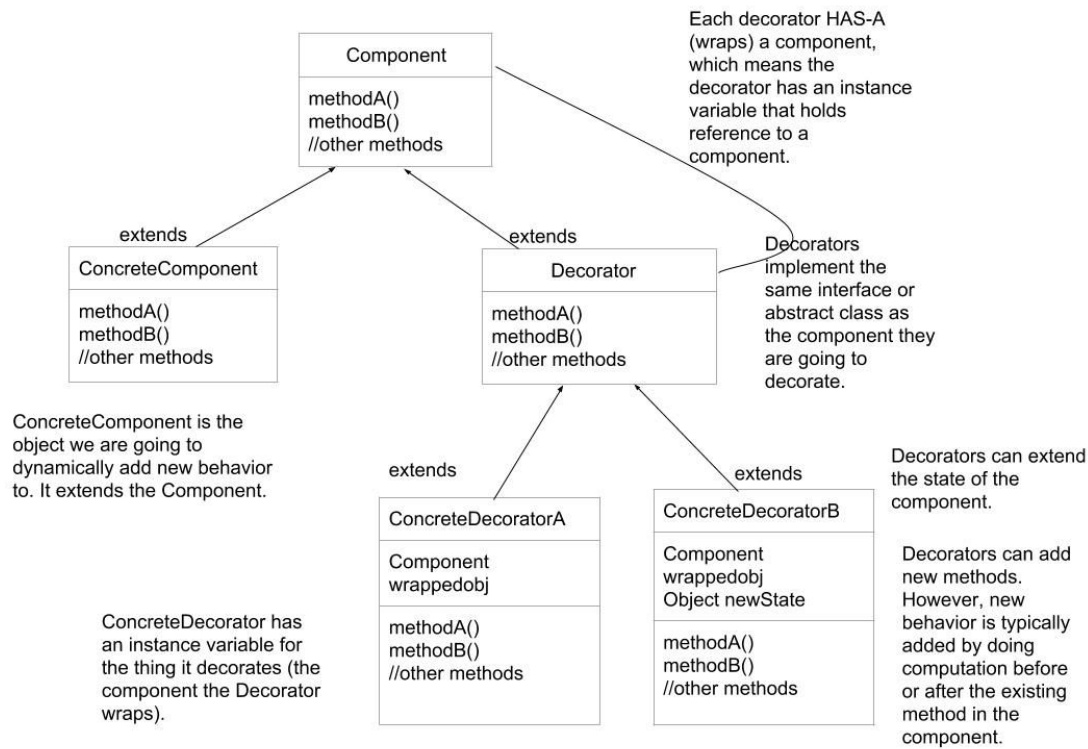 Each decorator HAS-A
(wraps) a component,
which means the
decorator has an instance
variable that holds
reference to a
component.
Component
methodA()
methodB()
//other methods
extends
extends
ConcreteComponent
methodA()
methodB()
//other methods
Decorator
methodA()
methodB()
//other methods
Decorators
implement the
same interface or
abstract class as
the component they
are going to
decorate.
ConcreteComponent is the
object we are going to
dynamically add new behavior
to. It extends the Component.
extends
extends
Decorators can extend
the state of the
component.
ConcreteDecoratorA
Component
wrappedobj
methodA()
methodB()
//other methods
ConcreteDecoratorB
Component
wrappedobj
Object newState
methodA()
methodB()
//other methods
Decorators can add
new methods.
However, new
behavior is typically
added by doing
computation before
or after the existing
method in the
component.
ConcreteDecorator has
an instance variable for
the thing it decorates (the
component the Decorator
wraps).